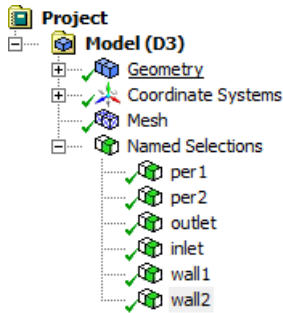 Project
Model (D3)
Geometry
Coordinate Systems
Mesh
Named Selections
per1
per2
outlet
inlet
wall1
wall2